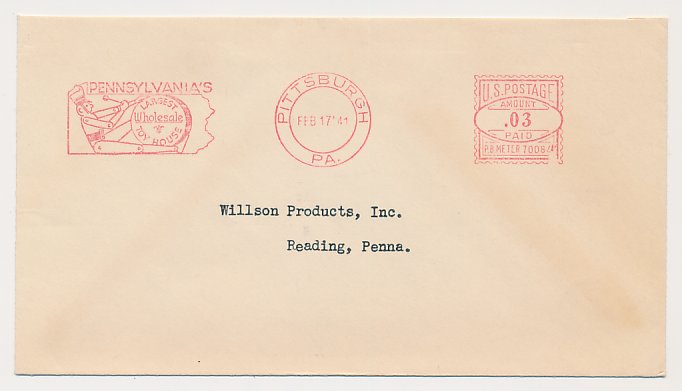 PENNSYLVANIA'S
LARGEST
Wholesale
TOY HOUSE
PITTSBURGH
FEB 17 '41
PA.
U.S. POSTAGE
AMOUNT
.03
PAID
P.B. METER
Willson Products, Inc.
Reading, Penna.